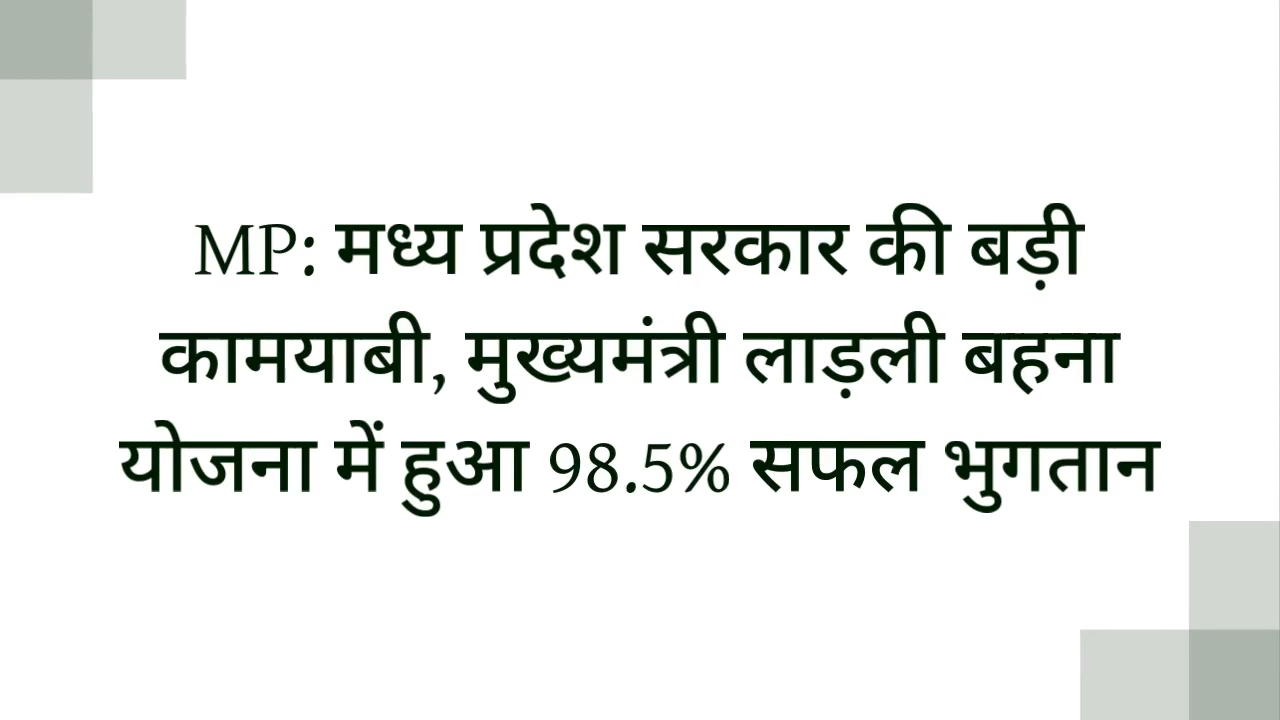 MP: मध्य प्रदेश सरकार की बड़ी
कामयाबी, मुख्यमंत्री लाड़ली बहना
योजना में हुआ 98.5% सफल भुगतान